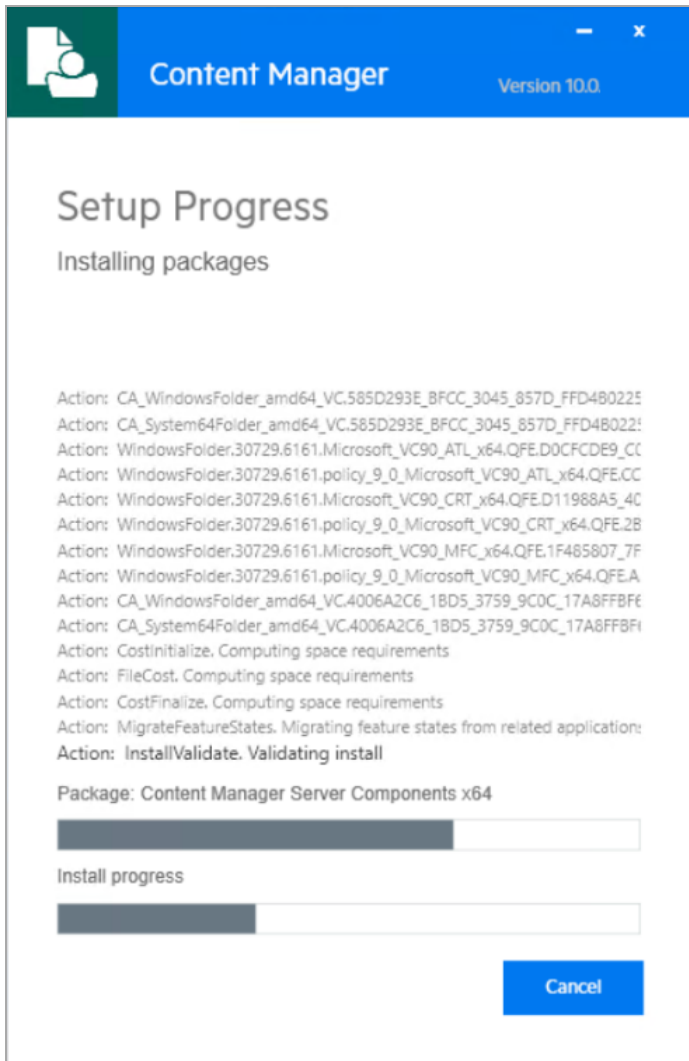 Content Manager
Version 10.0.
Setup Progress
Installing packages
Action: CA_WindowsFolder_amd64_VC.585D293E_BFCC_3045_857D_FFD4B0225
Action: CA_System64Folder_amd64_VC.585D293E_BFCC_3045_857D_FFD4B0225
Action: WindowsFolder.30729.6161.Microsoft_VC90_ATL_x64.QFE.D0CFCDE9_C0
Action: WindowsFolder.30729.6161.policy_9_0_Microsoft_VC90_ATL_x64.QFE.CC
Action: WindowsFolder.30729.6161.Microsoft_VC90_CRT_x64.QFE.D11988A5_40
Action: WindowsFolder.30729.6161.policy_9_0_Microsoft_VC90_CRT_x64.QFE.2B
Action: WindowsFolder.30729.6161.Microsoft_VC90_MFC_x64.QFE.1F485807_7F
Action: WindowsFolder.30729.6161.policy_9_0_Microsoft_VC90_MFC_x64.QFE.A
Action: CA_WindowsFolder_amd64_VC.4006A2C6_1BD5_3759_9C0C_17A8FFBF6
Action: CA_System64Folder_amd64_VC.4006A2C6_1BD5_3759_9C0C_17A8FFBF6
Action: CostInitialize. Computing space requirements
Action: FileCost. Computing space requirements
Action: CostFinalize. Computing space requirements
Action: MigrateFeatureStates. Migrating feature states from related applications
Action: InstallValidate. Validating install
Package: Content Manager Server Components x64
Install progress
Cancel